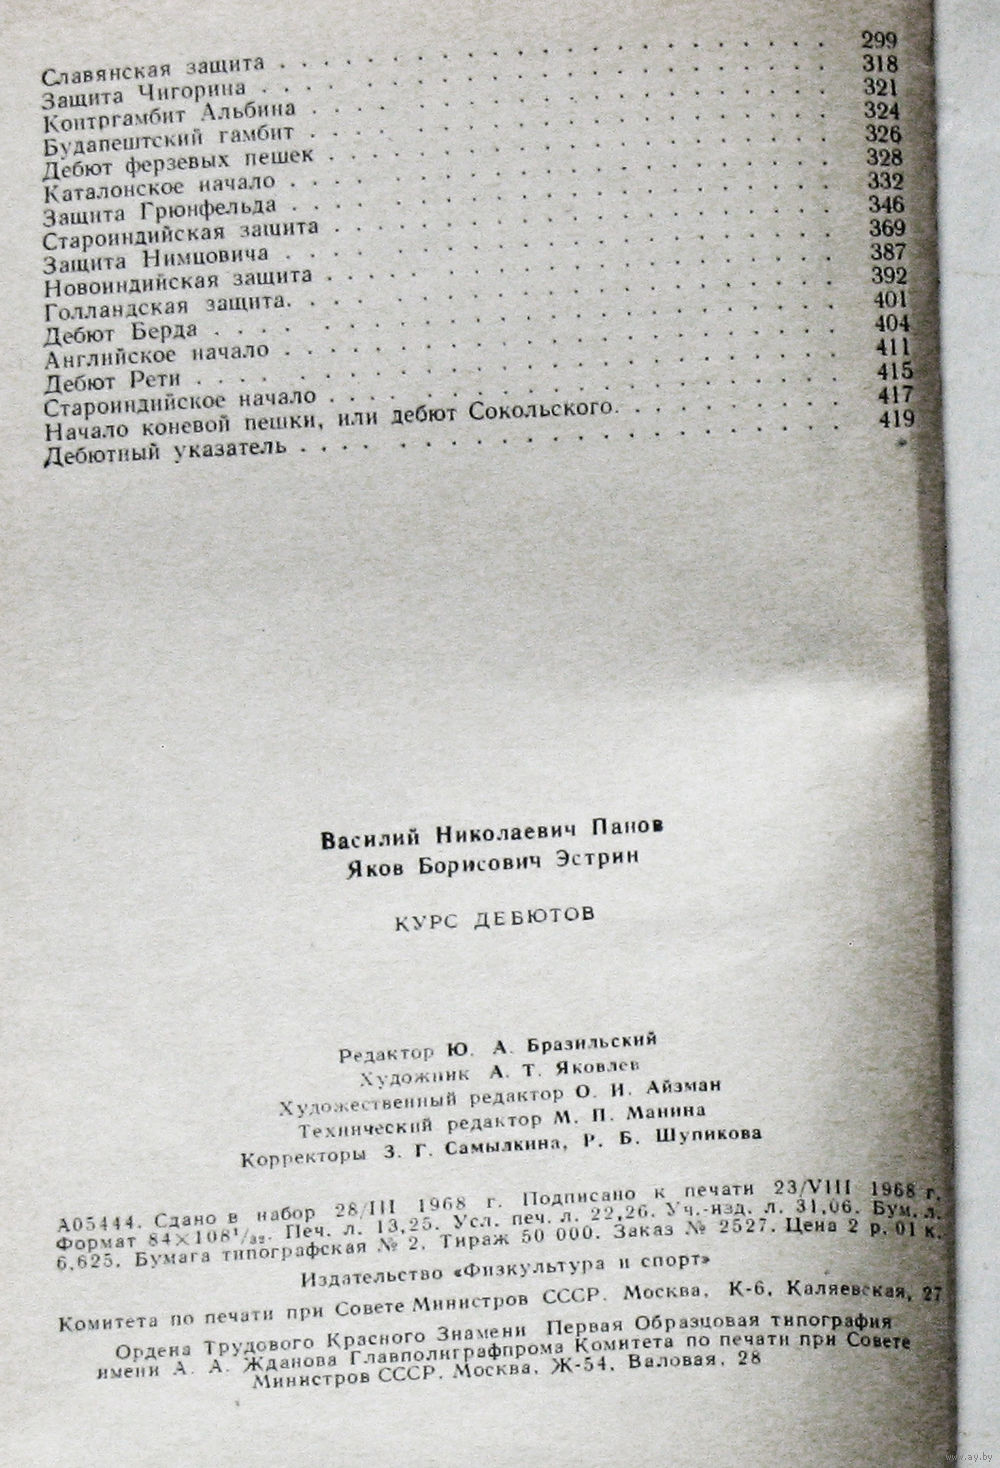 Славянская защита . . . . . . . . . . . . . . . . . . . . 299
Защита Чигорина . . . . . . . . . . . . . . . . . . . . 318
Контргамбит Альбина . . . . . . . . . . . . . . . . . . . 321
Будапештский гамбит . . . . . . . . . . . . . . . . . . . 324
Дебют ферзевых пешек . . . . . . . . . . . . . . . . . . 326
Каталонское начало . . . . . . . . . . . . . . . . . . . 328
Защита Грюнфельда . . . . . . . . . . . . . . . . . . . 332
Староиндийская защита . . . . . . . . . . . . . . . . . . 346
Защита Нимцовича . . . . . . . . . . . . . . . . . . . . 369
Новоиндийская защита . . . . . . . . . . . . . . . . . . 387
Голландская защита. . . . . . . . . . . . . . . . . . . . 392
Дебют Берда . . . . . . . . . . . . . . . . . . . . . . 401
Английское начало . . . . . . . . . . . . . . . . . . . . 404
Дебют Рети . . . . . . . . . . . . . . . . . . . . . . . 411
Староиндийское начало . . . . . . . . . . . . . . . . . . 415
Начало коневой пешки, или дебют Сокольского. . . . . . . . . 417
Дебютный указатель . . . . . . . . . . . . . . . . . . . 419
Василий Николаевич Панов
Яков Борисович Эстрин
КУРС ДЕБЮТОВ
Редактор Ю. А. Бразильский
Художник А. Т. Яковлев
Художественный редактор О. И. Айзман
Технический редактор М. П. Манина
Корректоры З. Г. Самылкина, Р. Б. Шупикова
А05444. Сдано в набор 28/III 1968 г. Подписано к печати 23/VIII 1968 г.
Формат 84×108¹/₃₂. Печ. л. 13,25. Усл. печ. л. 22,26. Уч.-изд. л. 31,06. Бум. л.
6,625. Бумага типографская № 2. Тираж 50 000. Заказ № 2527. Цена 2 р. 01 к.
Издательство «Физкультура и спорт»
Комитета по печати при Совете Министров СССР. Москва, К-6, Каляевская, 27
Ордена Трудового Красного Знамени Первая Образцовая типография
имени А. А. Жданова Главполиграфпрома Комитета по печати при Совете
Министров СССР. Москва, Ж-54, Валовая, 28
www.ay.by